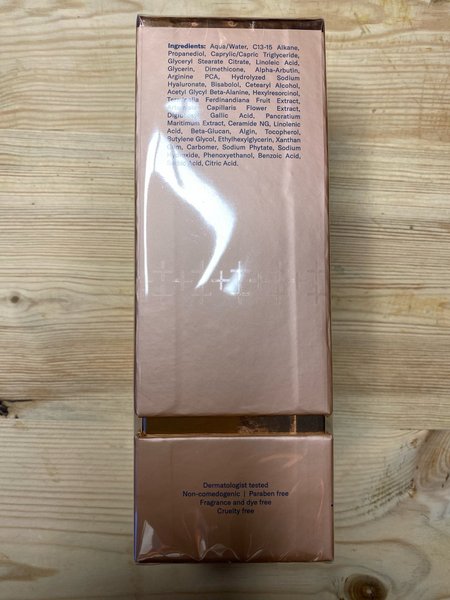 Ingredients: Aqua/Water, C13-15 Alkane,
Propanediol, Caprylic/Capric Triglyceride,
Glyceryl Stearate Citrate, Linoleic Acid,
Glycerin, Dimethicone, Alpha-Arbutin,
Arginine PCA, Hydrolyzed Sodium
Hyaluronate, Bisabolol, Cetearyl Alcohol,
Acetyl Glycyl Beta-Alanine, Hexylresorcinol,
Ferdinandiana Fruit Extract,
Capillaris Flower Extract,
Gallic Acid, Pancratium
Maritimum Extract, Ceramide NG, Linolenic
Acid, Beta-Glucan, Algin, Tocopherol,
Butylene Glycol, Ethylhexylglycerin, Xanthan
Gum, Carbomer, Sodium Phytate, Sodium
Hydroxide, Phenoxyethanol, Benzoic Acid,
Acid, Citric Acid.
Dermatologist tested
Non-comedogenic | Paraben free
Fragrance and dye free
Cruelty free